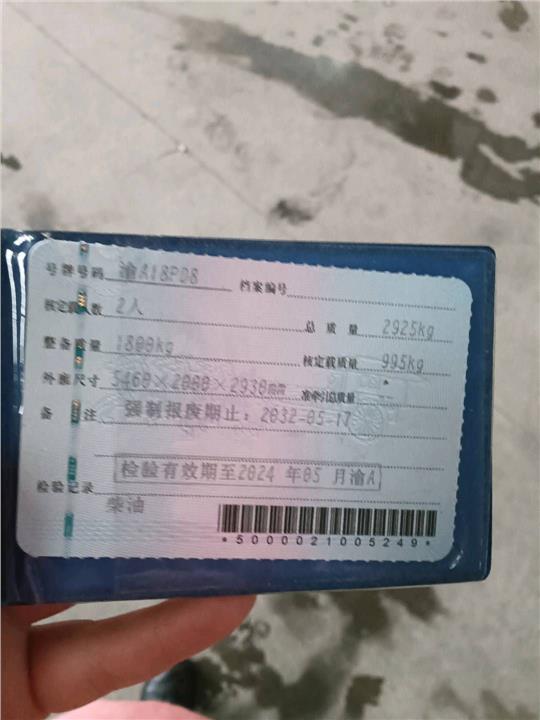 号牌号码 渝A18PD8 档案编号
核定载人数 2人 总质量 2925kg
整备质量 1800kg 核定载质量 995kg
外廓尺寸 5460×2000×2930mm 准牵引总质量 --
备注 强制报废期止：2032-05-17
检验有效期至2024年05月渝A
检验记录
柴油
*5000021005249*